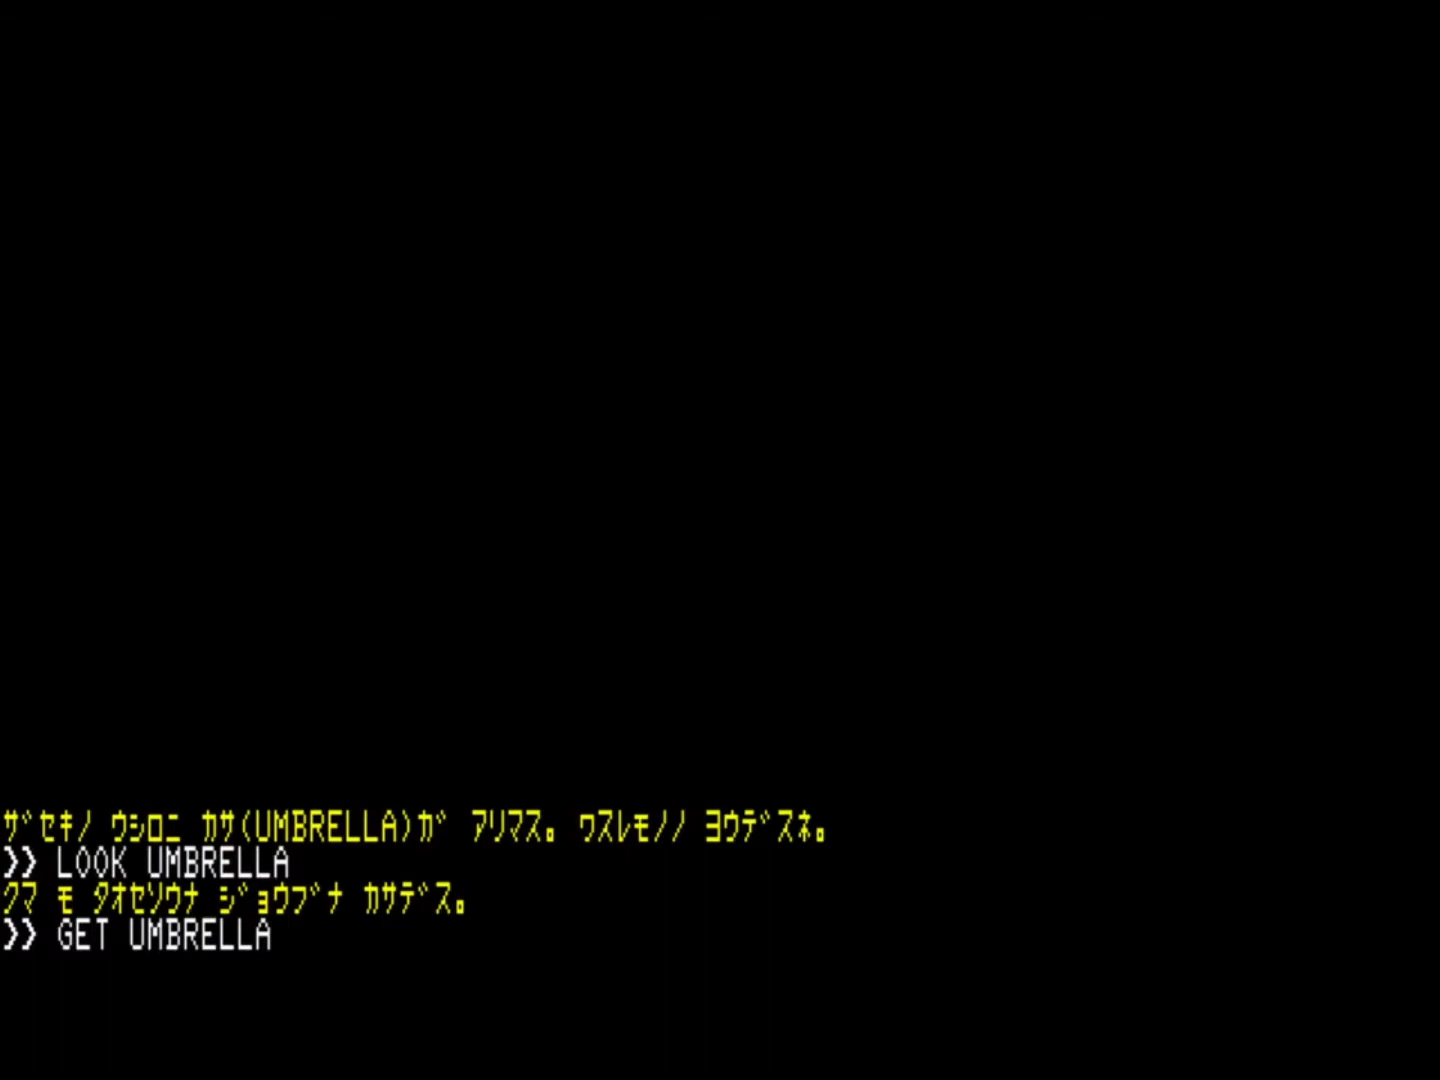 ｻﾞｾｷﾉ ｳｼﾛﾆ ｶｻ(UMBRELLA)ｶﾞ ｱﾘﾏｽ｡ ﾜｽﾚﾓﾉﾉ ﾖｳﾃﾞｽﾈ｡
》 LOOK UMBRELLA
ｸﾏ ﾓ ﾀｵｾｿｳﾅ ｼﾞｮｳﾌﾞﾅ ｶｻﾃﾞｽ｡
》 GET UMBRELLA